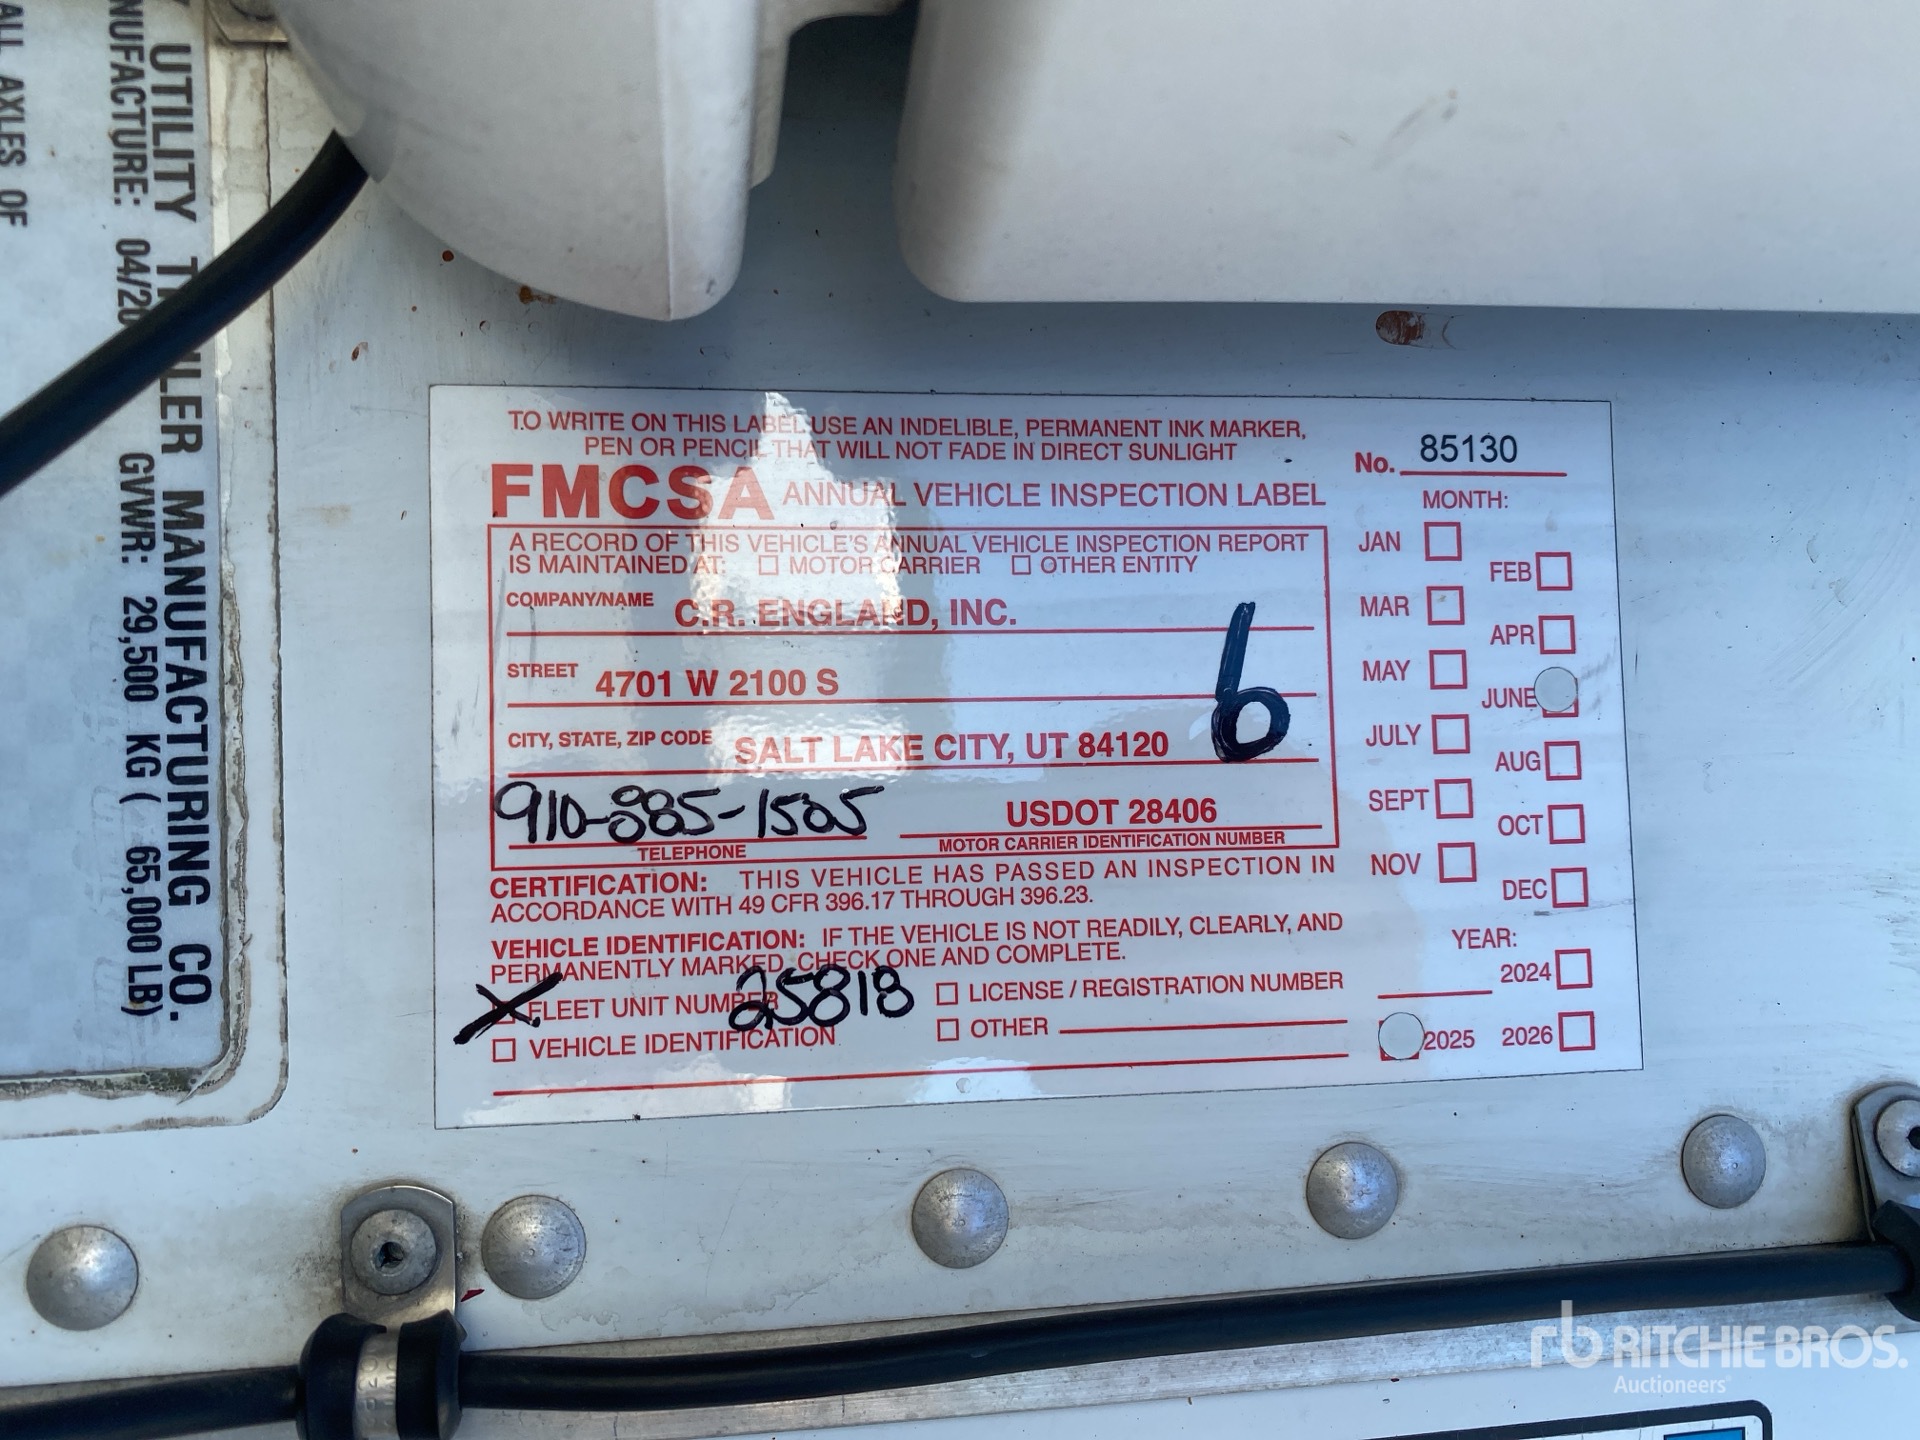 UTILITY TRAILER MANUFACTURING CO.
NUFACTURE: 04/20 GVWR: 29,500 KG ( 65,000 LB)
ALL AXLES OF
TO WRITE ON THIS LABEL USE AN INDELIBLE, PERMANENT INK MARKER,
PEN OR PENCIL THAT WILL NOT FADE IN DIRECT SUNLIGHT
FMCSA ANNUAL VEHICLE INSPECTION LABEL
A RECORD OF THIS VEHICLE'S ANNUAL VEHICLE INSPECTION REPORT
IS MAINTAINED AT: MOTOR CARRIER OTHER ENTITY
COMPANY/NAME C.R. ENGLAND, INC.
STREET 4701 W 2100 S
6
CITY, STATE, ZIP CODE SALT LAKE CITY, UT 84120
910-885-1505 USDOT 28406
TELEPHONE MOTOR CARRIER IDENTIFICATION NUMBER
CERTIFICATION: THIS VEHICLE HAS PASSED AN INSPECTION IN
ACCORDANCE WITH 49 CFR 396.17 THROUGH 396.23.
VEHICLE IDENTIFICATION: IF THE VEHICLE IS NOT READILY, CLEARLY, AND
PERMANENTLY MARKED, CHECK ONE AND COMPLETE.
X FLEET UNIT NUMBER 25818 LICENSE / REGISTRATION NUMBER
VEHICLE IDENTIFICATION OTHER
No. 85130
MONTH:
JAN FEB
MAR APR
MAY JUNE
JULY AUG
SEPT OCT
NOV DEC
YEAR:
2024
2025 2026
rb RITCHIE BROS.
Auctioneers